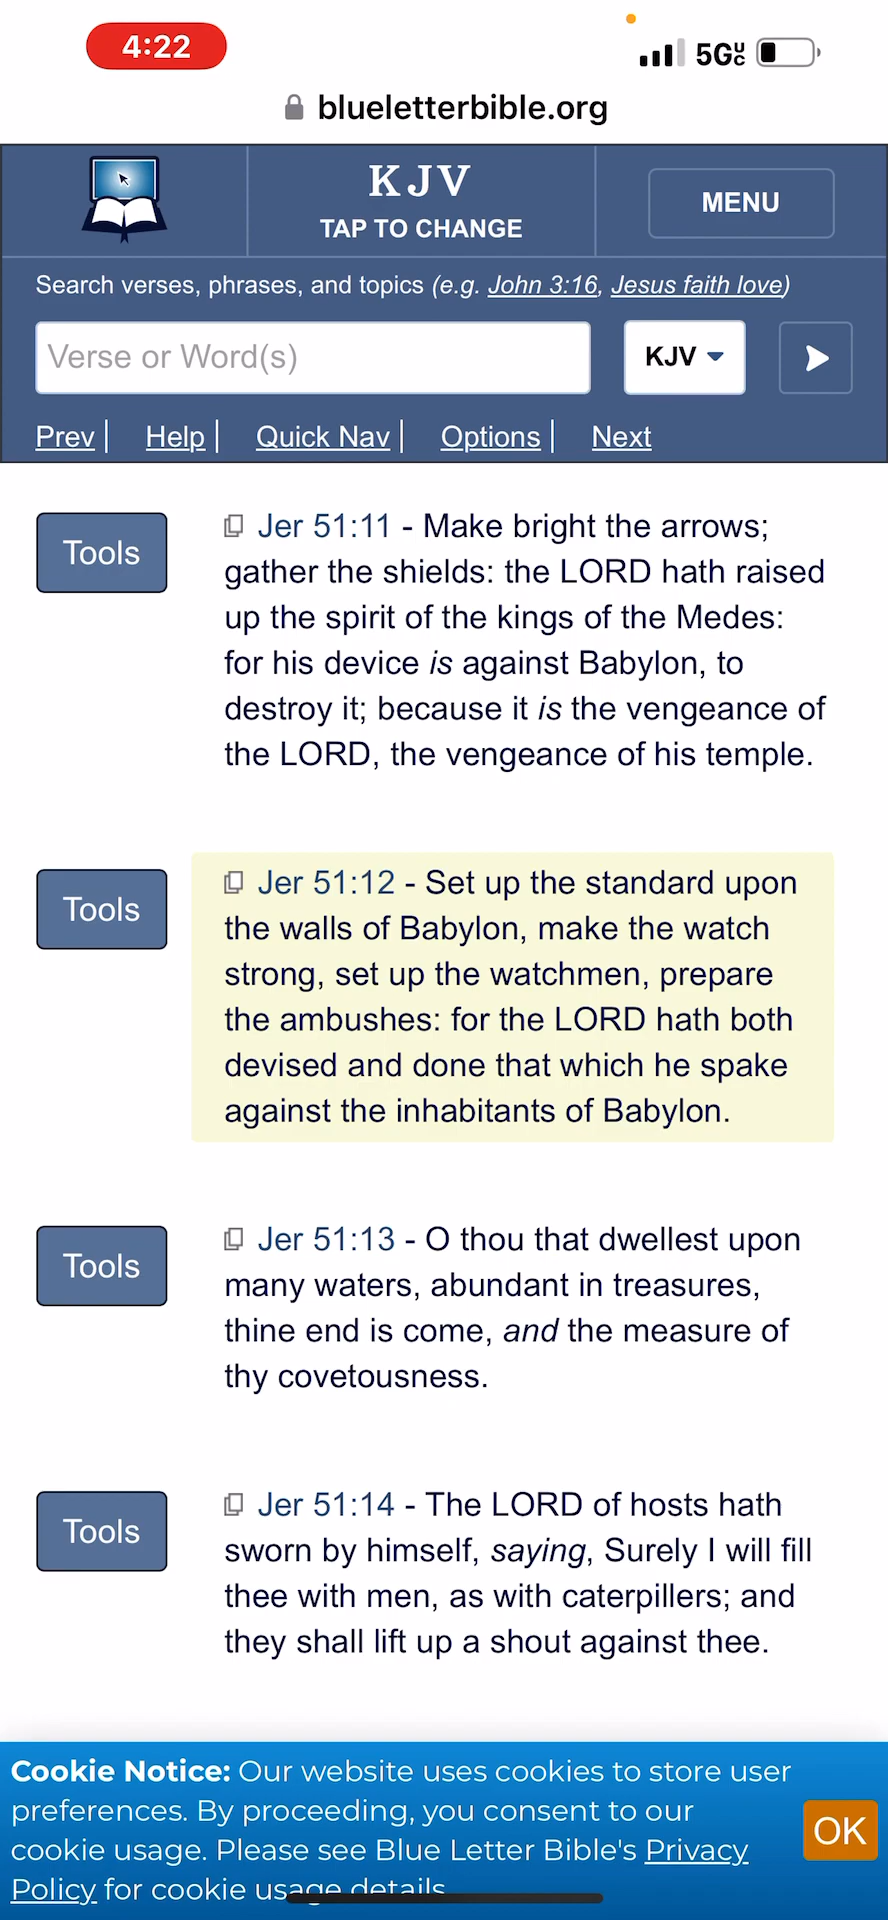 4:22
5G UC
blueletterbible.org
KJV
TAP TO CHANGE
MENU
Search verses, phrases, and topics (e.g. John 3:16, Jesus faith love)
Verse or Word(s)
KJV
Prev | Help | Quick Nav | Options | Next
Tools
Jer 51:11 - Make bright the arrows;
gather the shields: the LORD hath raised
up the spirit of the kings of the Medes:
for his device is against Babylon, to
destroy it; because it is the vengeance of
the LORD, the vengeance of his temple.
Tools
Jer 51:12 - Set up the standard upon
the walls of Babylon, make the watch
strong, set up the watchmen, prepare
the ambushes: for the LORD hath both
devised and done that which he spake
against the inhabitants of Babylon.
Tools
Jer 51:13 - O thou that dwellest upon
many waters, abundant in treasures,
thine end is come, and the measure of
thy covetousness.
Tools
Jer 51:14 - The LORD of hosts hath
sworn by himself, saying, Surely I will fill
thee with men, as with caterpillers; and
they shall lift up a shout against thee.
Cookie Notice: Our website uses cookies to store user
preferences. By proceeding, you consent to our
cookie usage. Please see Blue Letter Bible's Privacy
Policy for cookie usage details
OK